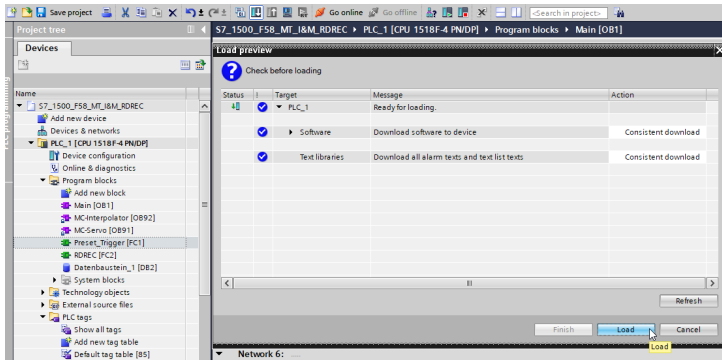 Save project
Go online
Go offline
<Search in project>
Project tree
S7_1500_F58_MT_I&M_RDREC ▸ PLC_1 [CPU 1518F-4 PN/DP] ▸ Program blocks ▸ Main [OB1]
Devices
Load preview
Check before loading
Name
Status ! Target Message Action
S7_1500_F58_MT_I&M_RDREC
PLC_1 Ready for loading.
Add new device
Devices & networks
Software Download software to device Consistent download
PLC_1 [CPU 1518F-4 PN/DP]
Device configuration
Text libraries Download all alarm texts and text list texts Consistent download
Online & diagnostics
Program blocks
Add new block
Main [OB1]
MC-Interpolator [OB92]
MC-Servo [OB91]
Preset_Trigger [FC1]
RDREC [FC2]
Datenbaustein_1 [DB2]
System blocks
Technology objects
External source files
PLC tags
Show all tags
Add new tag table
Default tag table [85]
Refresh
Finish Load Cancel
Load
Network 6: